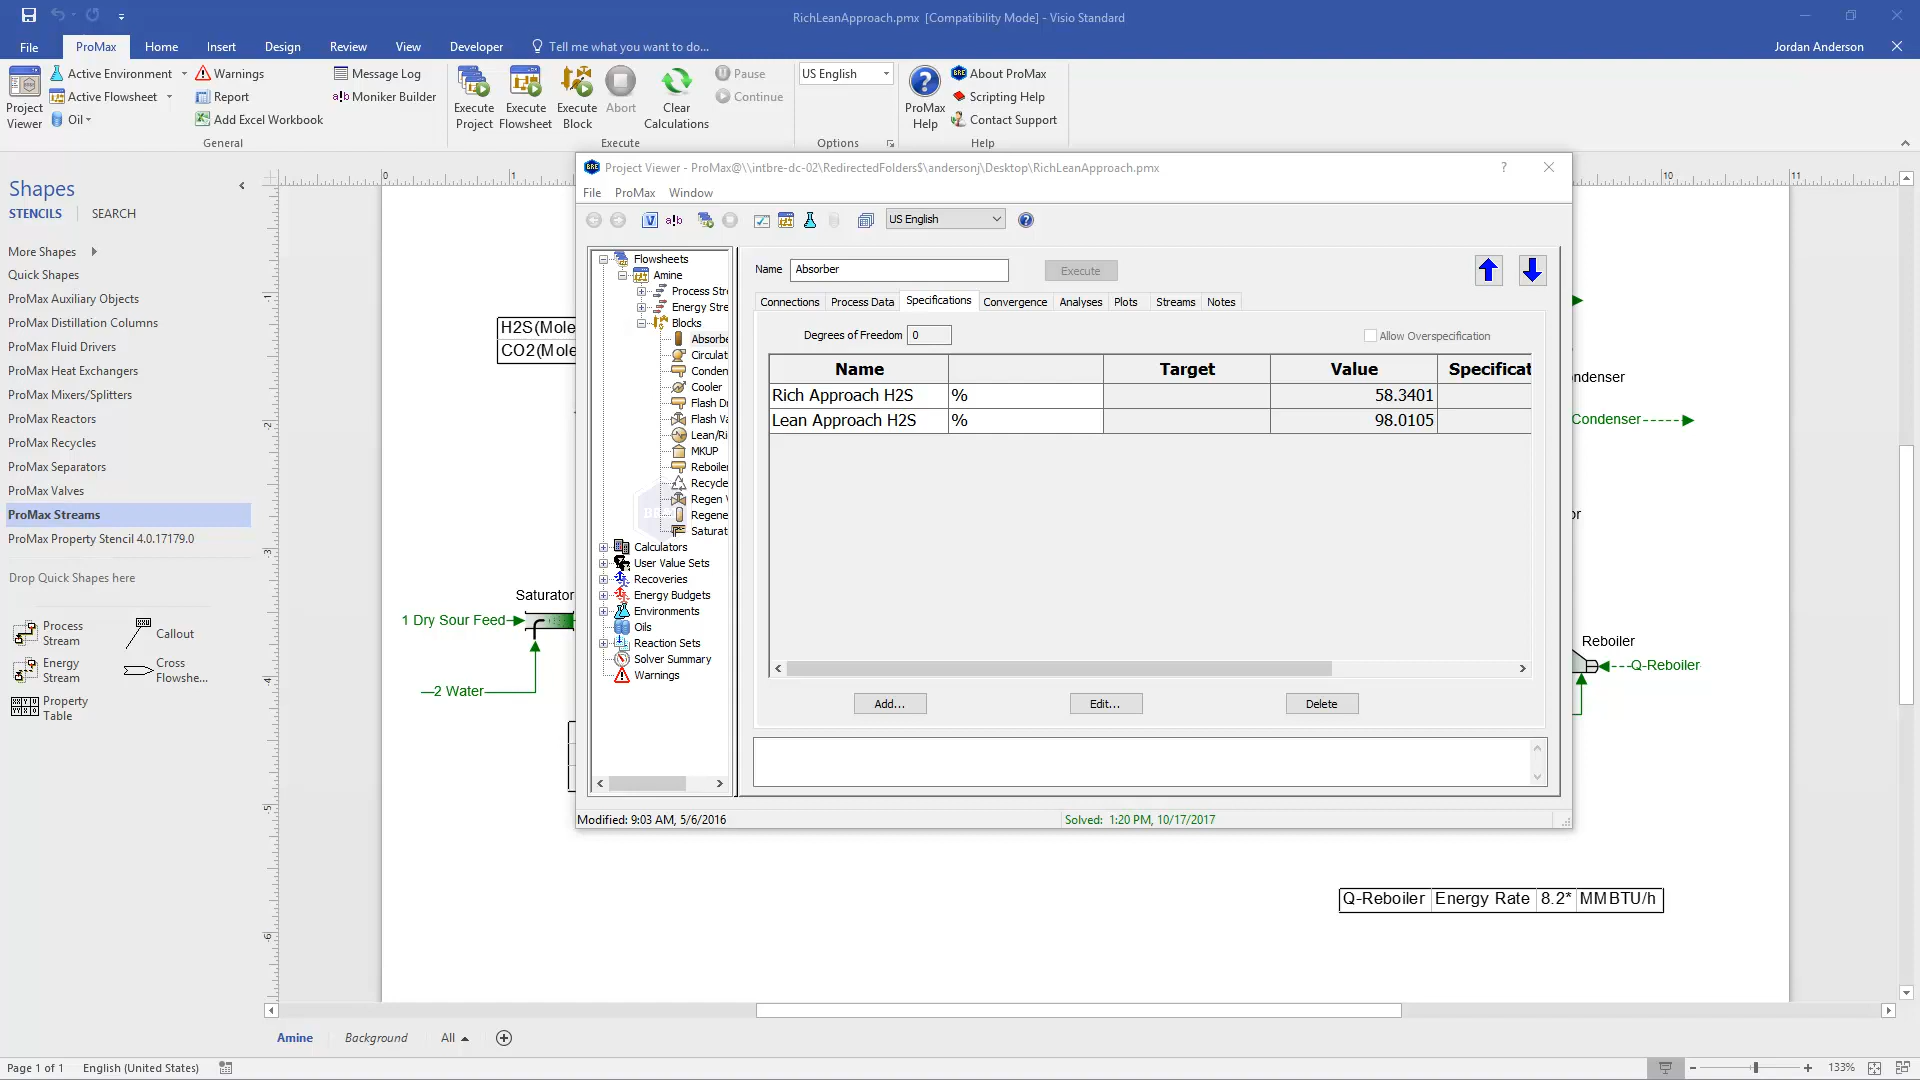 RichLeanApproach.pmx [Compatibility Mode] - Visio Standard
File ProMax Home Insert Design Review View Developer Tell me what you want to do... Jordan Anderson
Project Viewer
Active Environment
Active Flowsheet
Oil
Warnings
Report
Add Excel Workbook
Message Log
a!b Moniker Builder
General
Execute Project
Execute Flowsheet
Execute Block
Abort
Clear Calculations
Pause
Continue
Execute
US English
Options
ProMax Help
About ProMax
Scripting Help
Contact Support
Help
Shapes
STENCILS SEARCH
More Shapes
Quick Shapes
ProMax Auxiliary Objects
ProMax Distillation Columns
ProMax Fluid Drivers
ProMax Heat Exchangers
ProMax Mixers/Splitters
ProMax Reactors
ProMax Recycles
ProMax Separators
ProMax Valves
ProMax Streams
ProMax Property Stencil 4.0.17179.0
Drop Quick Shapes here
Process Stream
Callout
Energy Stream
Cross Flowshe...
Property Table
0 1 10 11
H2S(Mole
CO2(Mole
Saturator
1 Dry Sour Feed
2 Water
Project Viewer - ProMax@\\intbre-dc-02\RedirectedFolders$\andersonj\Desktop\RichLeanApproach.pmx
File ProMax Window
a!b US English
Flowsheets
Amine
Process Stre
Energy Stre
Blocks
Absorbe
Circulat
Conden
Cooler
Flash Dr
Flash Va
Lean/Ri
MKUP
Reboiler
Recycle
Regen V
Regene
Saturat
Calculators
User Value Sets
Recoveries
Energy Budgets
Environments
Oils
Reaction Sets
Solver Summary
Warnings
Name Absorber Execute
Connections Process Data Specifications Convergence Analyses Plots Streams Notes
Degrees of Freedom 0 Allow Overspecification
Name Target Value Specificat
Rich Approach H2S % 58.3401
Lean Approach H2S % 98.0105
Add... Edit... Delete
Modified: 9:03 AM, 5/6/2016 Solved: 1:20 PM, 10/17/2017
ndenser
Condenser
or
Reboiler
Q-Reboiler
Q-Reboiler Energy Rate 8.2* MMBTU/h
Amine Background All
Page 1 of 1 English (United States) 133%